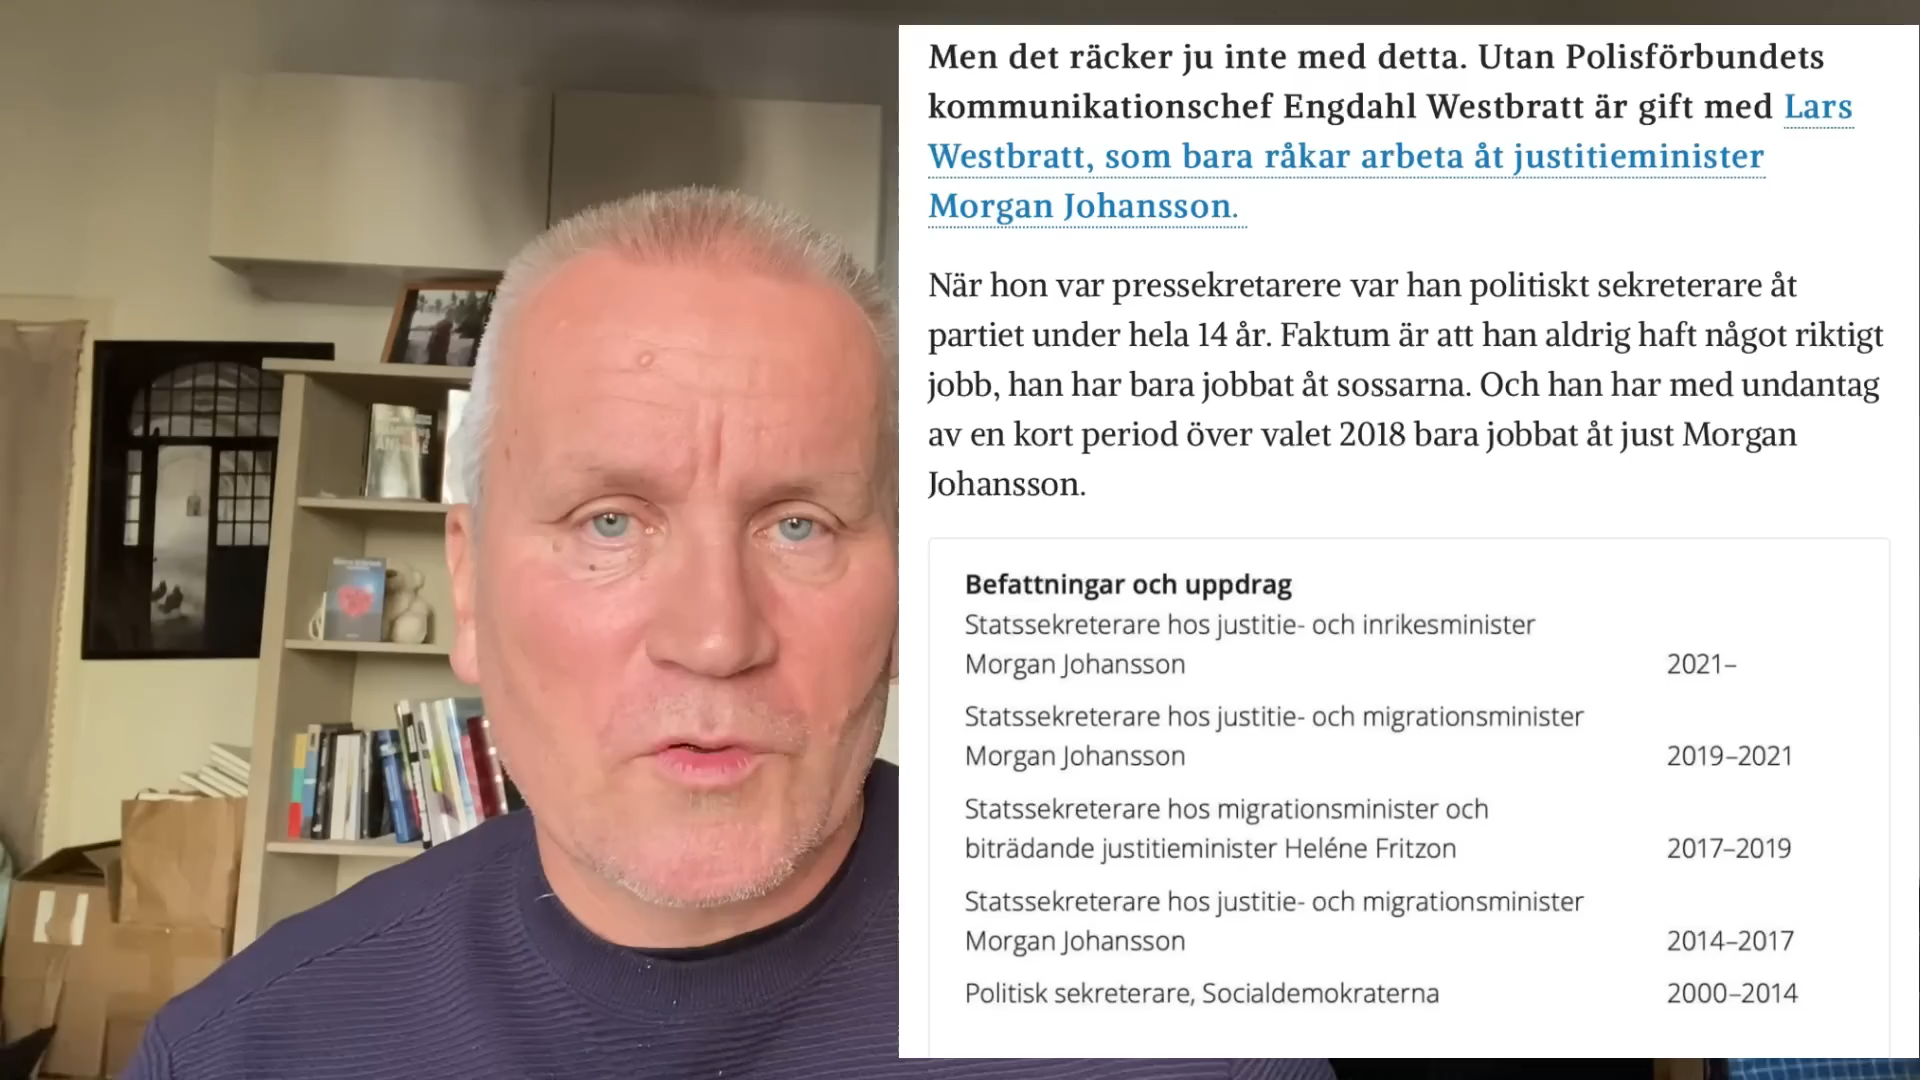 Men det räcker ju inte med detta. Utan Polisförbundets
kommunikationschef Engdahl Westbratt är gift med Lars
Westbratt, som bara råkar arbeta åt justitieminister
Morgan Johansson.
När hon var pressekretarere var han politiskt sekreterare åt
partiet under hela 14 år. Faktum är att han aldrig haft något riktigt
jobb, han har bara jobbat åt sossarna. Och han har med undantag
av en kort period över valet 2018 bara jobbat åt just Morgan
Johansson.
Befattningar och uppdrag
Statssekreterare hos justitie- och inrikesminister
Morgan Johansson 2021–
Statssekreterare hos justitie- och migrationsminister
Morgan Johansson 2019–2021
Statssekreterare hos migrationsminister och
biträdande justitieminister Heléne Fritzon 2017–2019
Statssekreterare hos justitie- och migrationsminister
Morgan Johansson 2014–2017
Politisk sekreterare, Socialdemokraterna 2000–2014